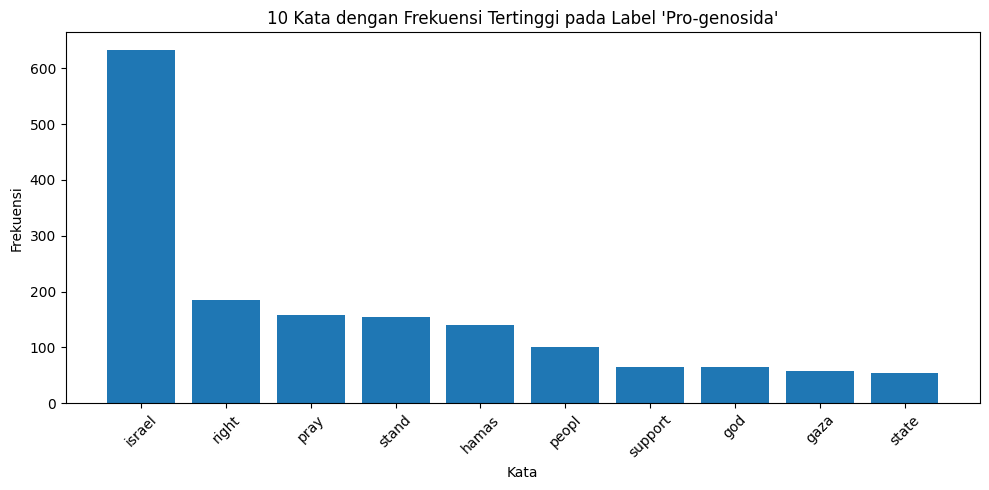 10 Kata dengan Frekuensi Tertinggi pada Label 'Pro-genosida'
Frekuensi
600
500
400
300
200
100
0
israel right pray stand hamas peopl support god gaza state
Kata